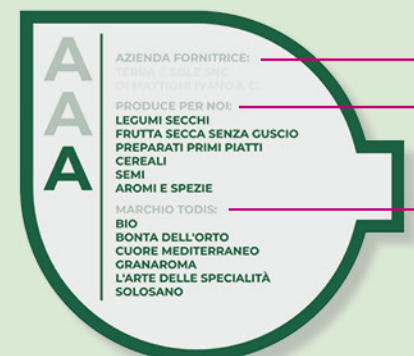 A
A
A
AZIENDA FORNITRICE:
TERRA E SOLE SNC
DI MATTIONI IVANO & C.
PRODUCE PER NOI:
LEGUMI SECCHI
FRUTTA SECCA SENZA GUSCIO
PREPARATI PRIMI PIATTI
CEREALI
SEMI
AROMI E SPEZIE
MARCHIO TODIS:
BIO
BONTA DELL'ORTO
CUORE MEDITERRANEO
GRANAROMA
L'ARTE DELLE SPECIALITÀ
SOLOSANO